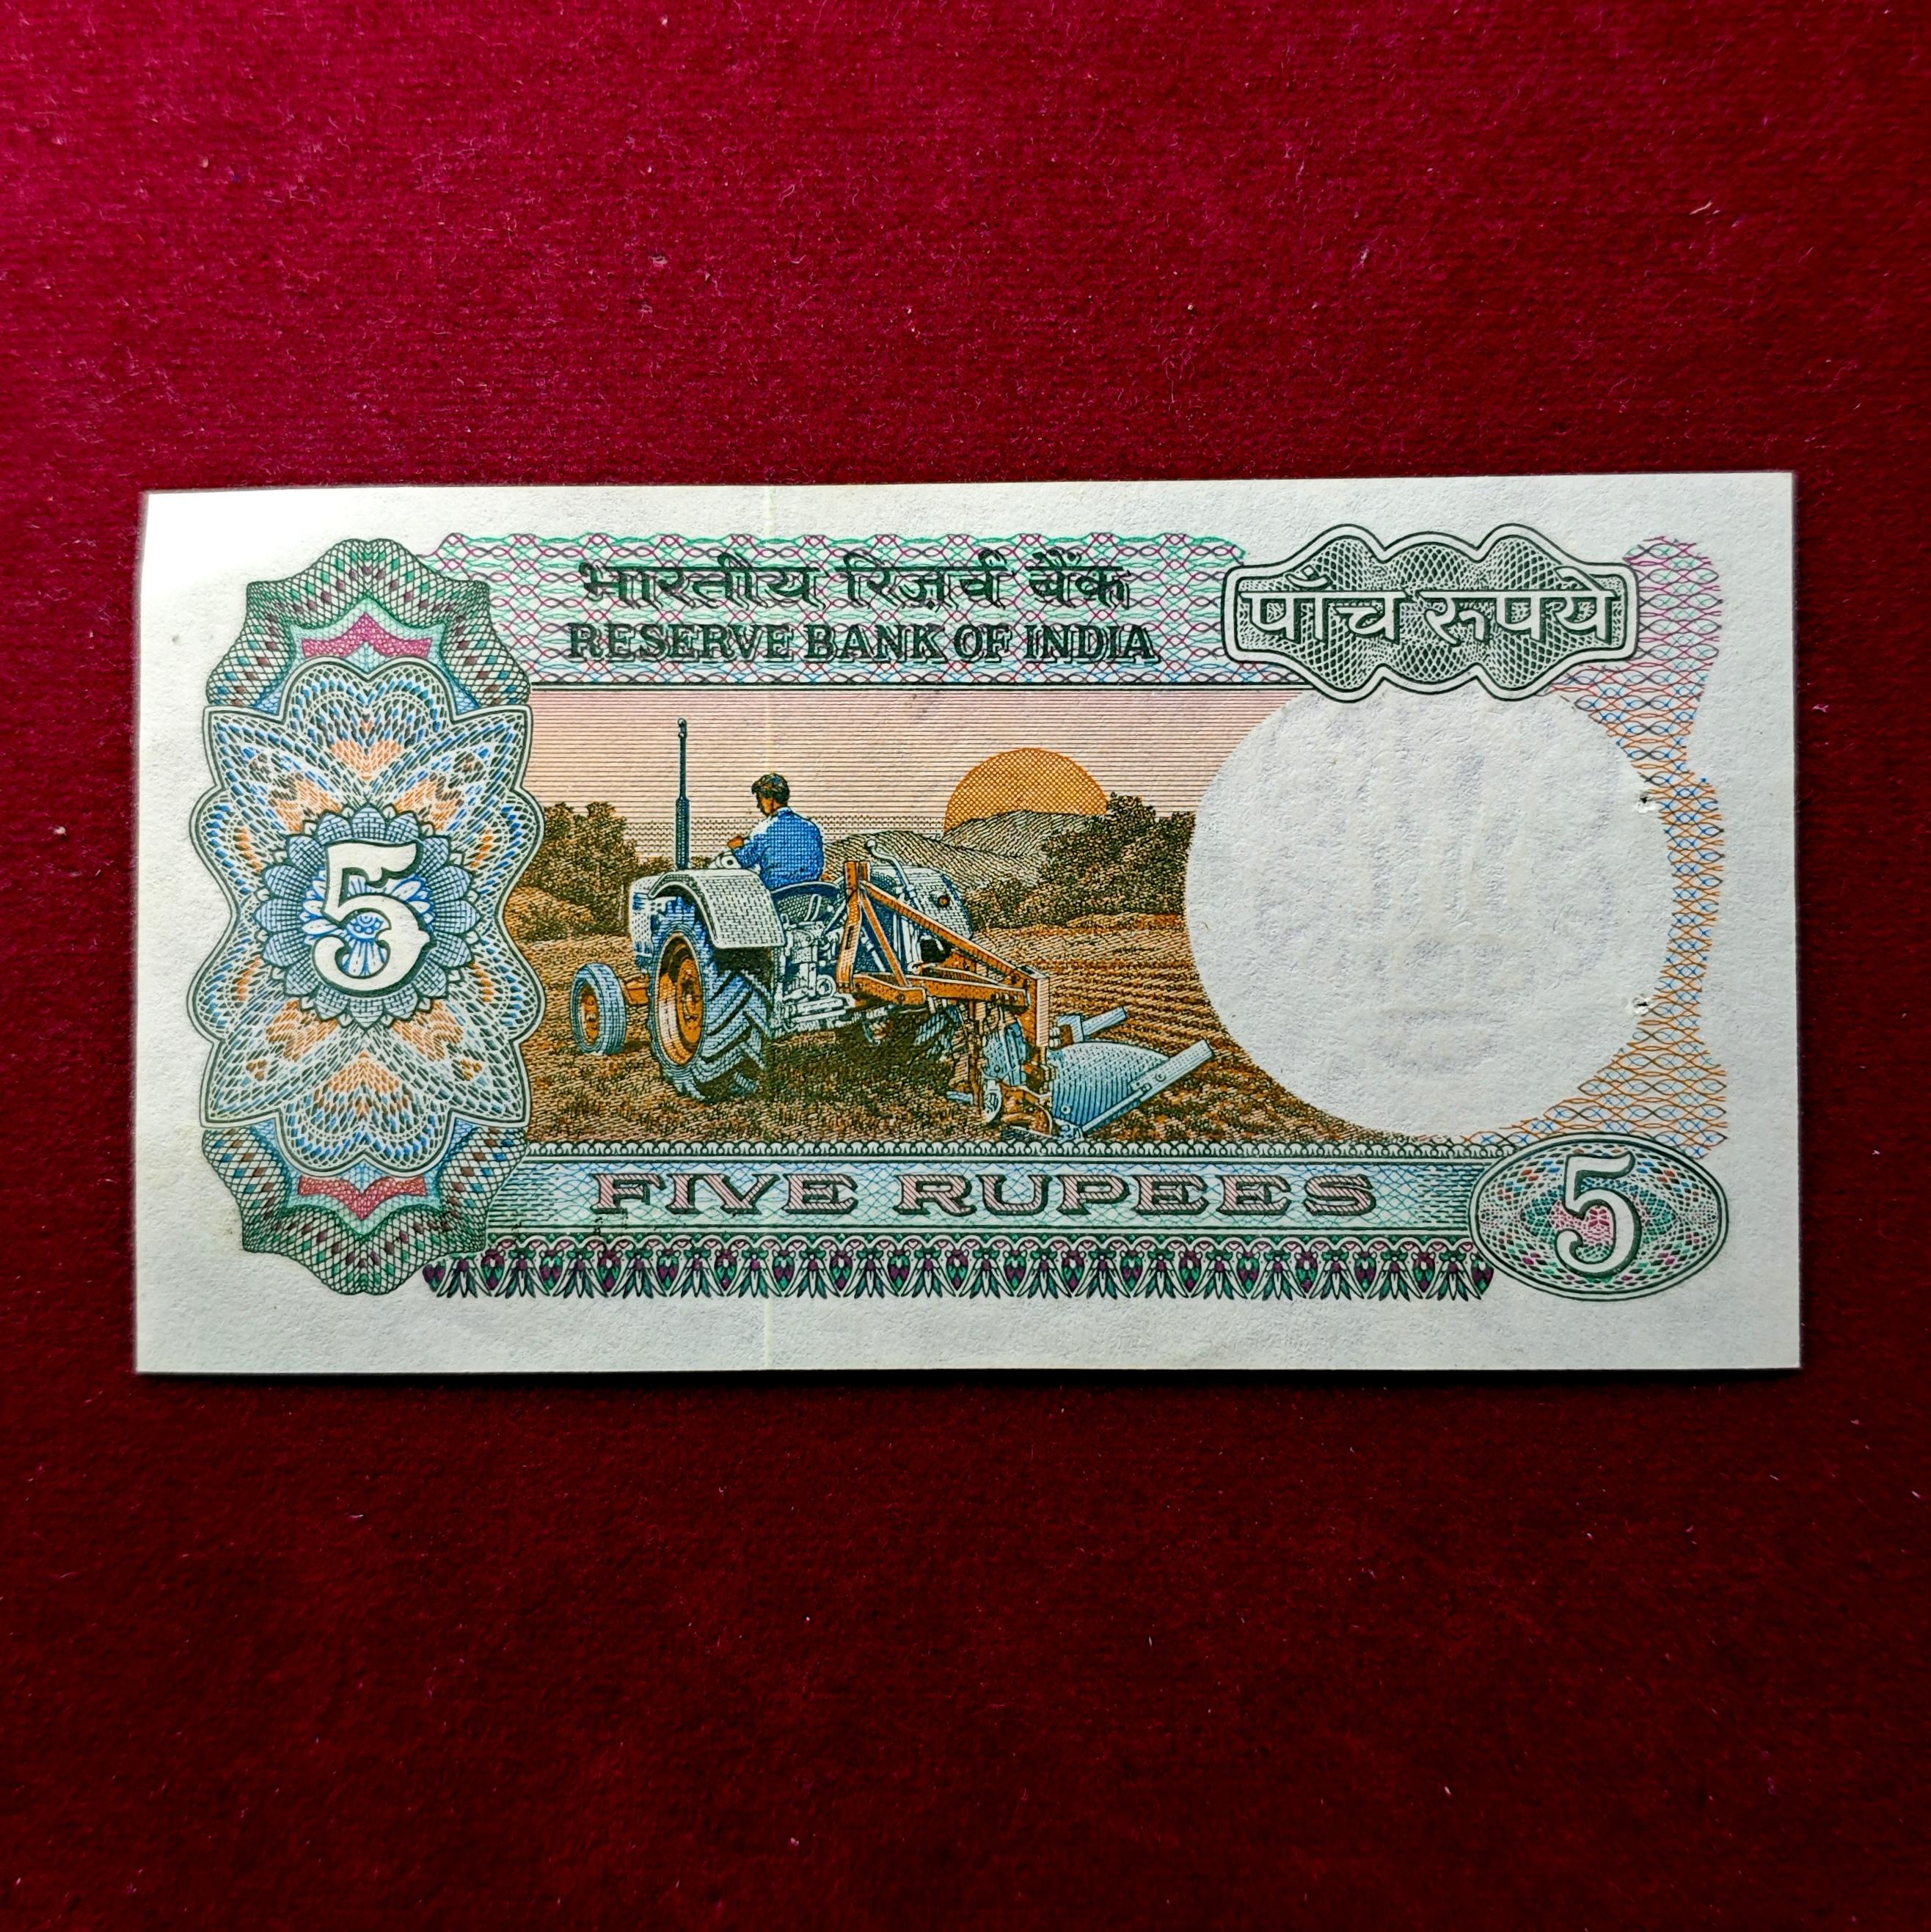 भारतीय रिज़र्व बैंक
RESERVE BANK OF INDIA
पाँच रूपये
5
FIVE RUPEES
5